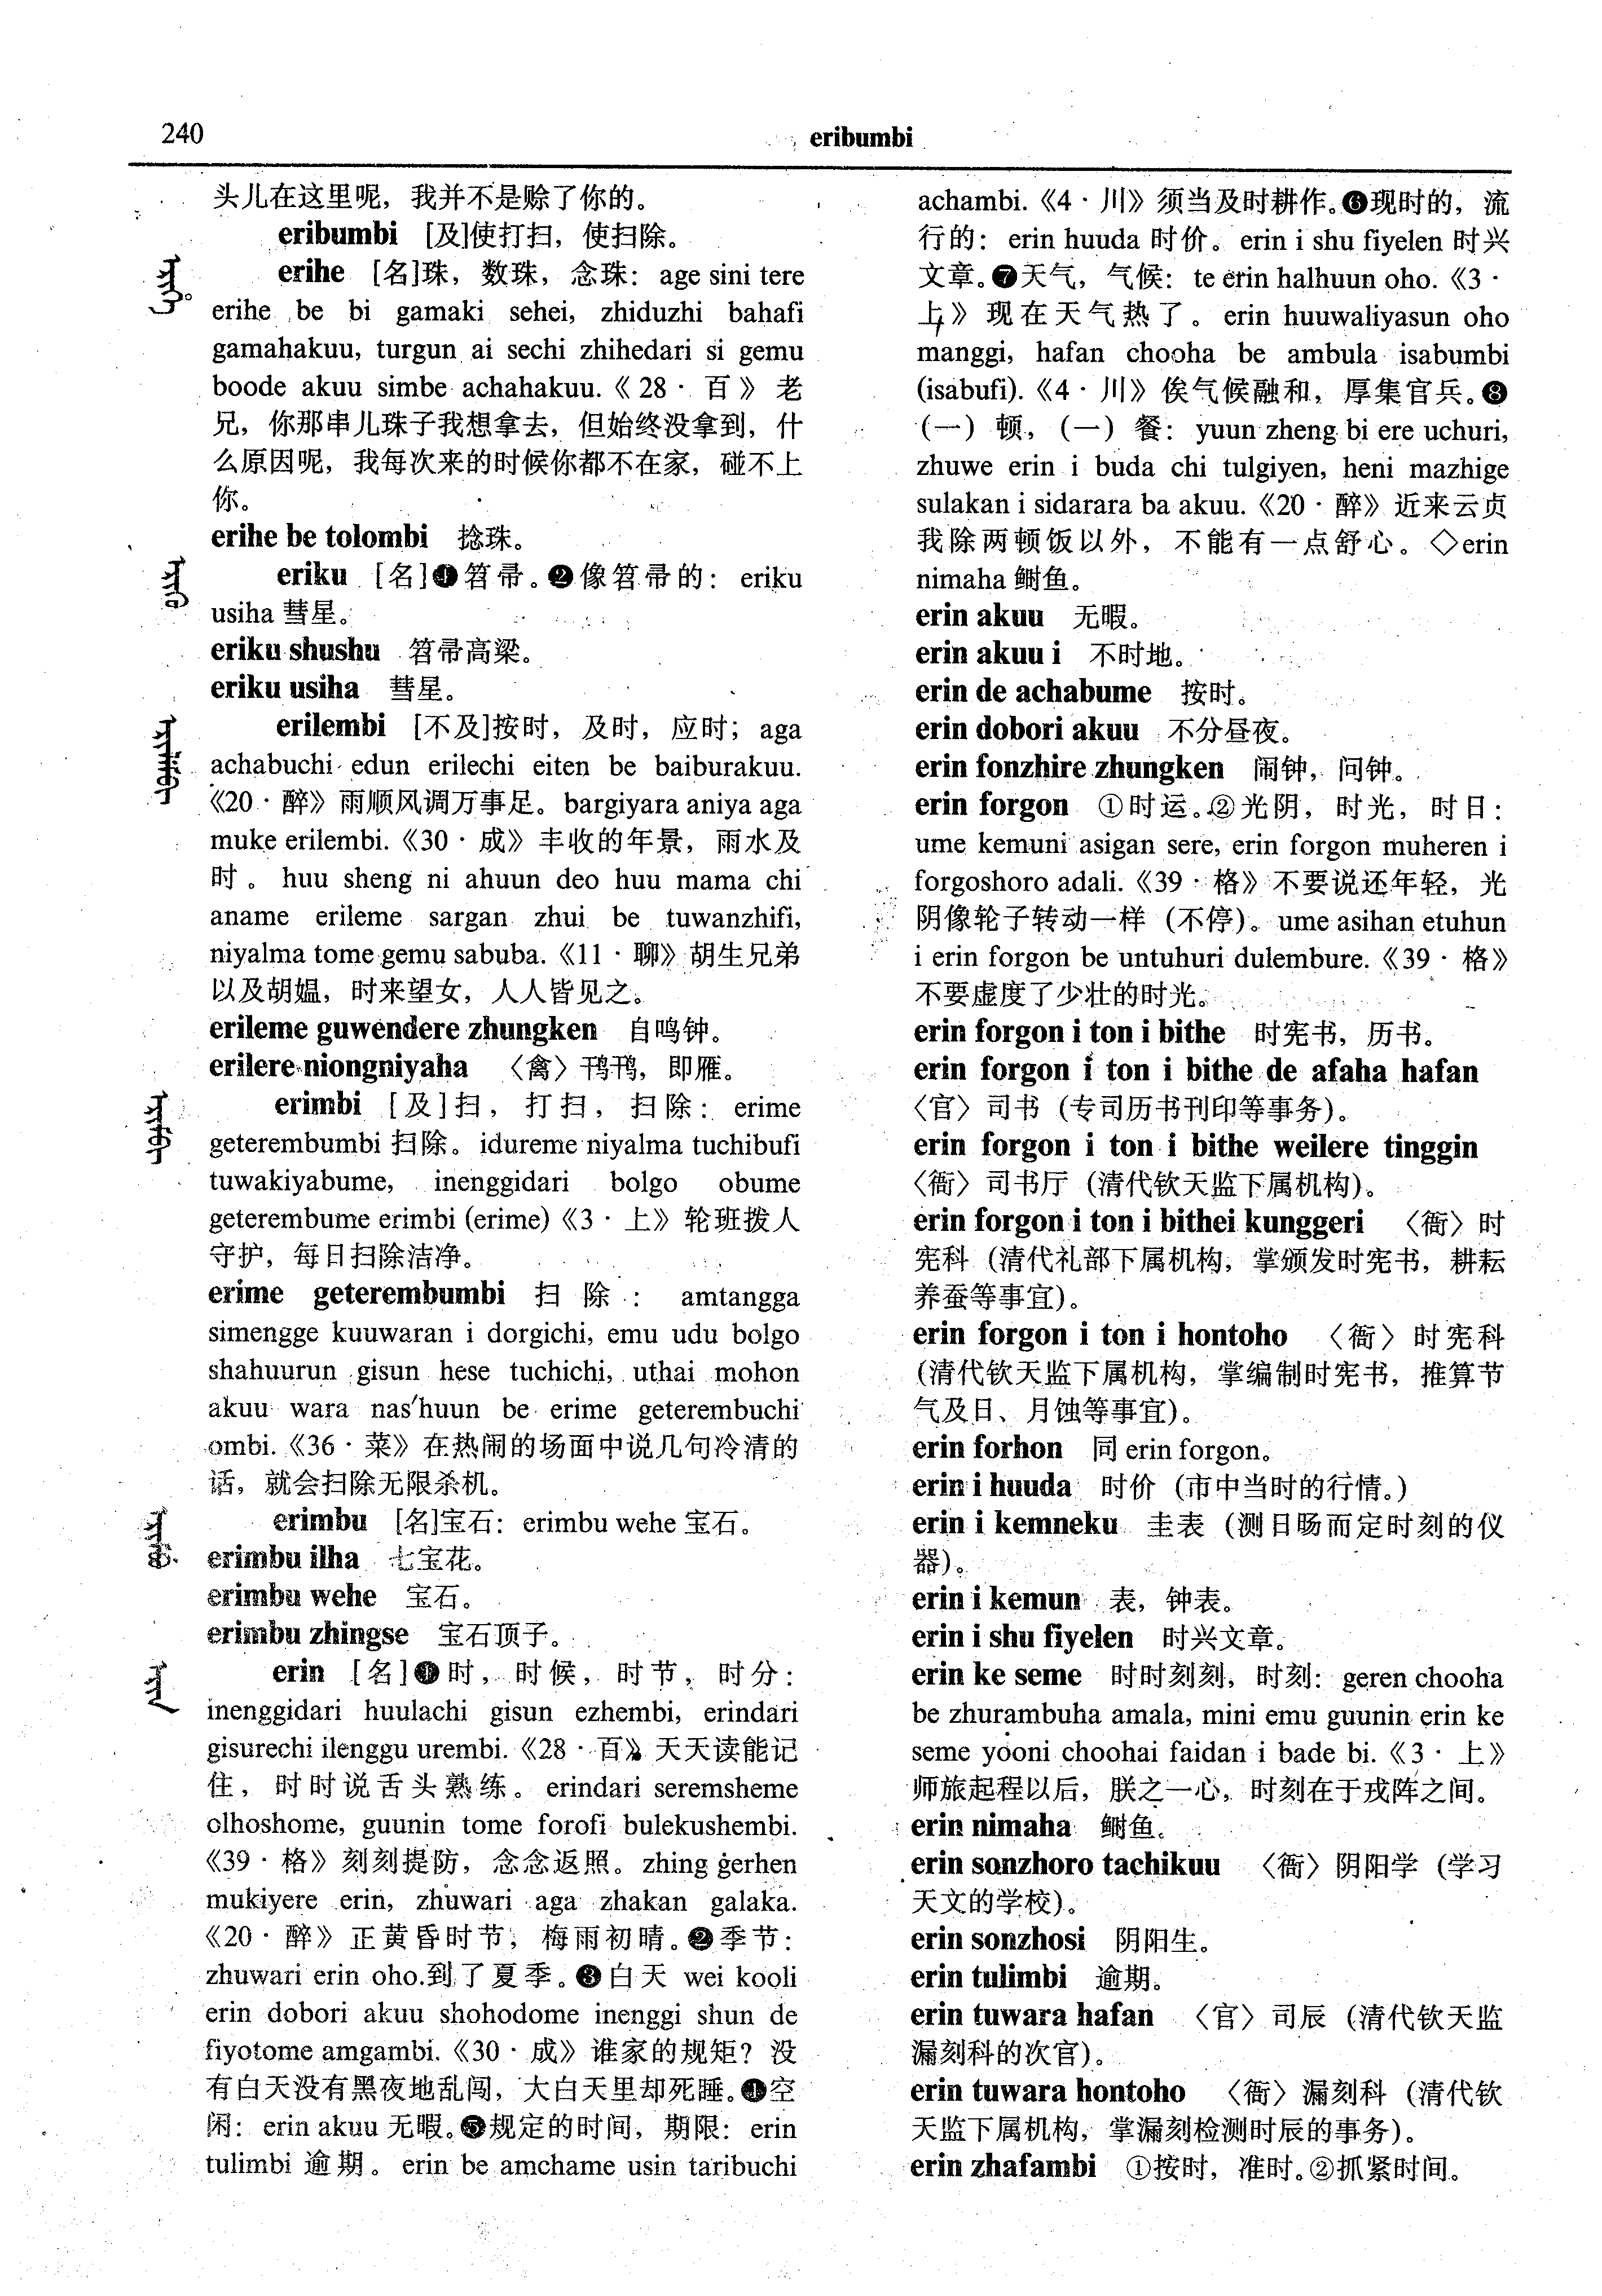 240
eribumbi
头儿在这里呢，我并不是赊了你的。
eribumbi [及]使打扫，使扫除。
erihe [名]珠，数珠，念珠：age sini tere
erihe be bi gamaki sehei, zhiduzhi bahafi
gamahakuu, turgun ai sechi zhihedari si gemu
boode akuu simbe achahakuu.《28·百》老
兄，你那串儿珠子我想拿去，但始终没拿到，什
么原因呢，我每次来的时候你都不在家，碰不上
你。
erihe be tolombi 捻珠。
eriku [名]❶笤帚。❷像笤帚的：eriku
usiha 彗星。
eriku shushu 笤帚高梁。
eriku usiha 彗星。
erilembi [不及]按时，及时，应时；aga
achabuchi edun erilechi eiten be baiburakuu.
《20·醉》雨顺风调万事足。bargiyara aniya aga
muke erilembi.《30·成》丰收的年景，雨水及
时。huu sheng ni ahuun deo huu mama chi
aname erileme sargan zhui be tuwanzhifi,
niyalma tome gemu sabuba.《11·聊》胡生兄弟
以及胡媪，时来望女，人人皆见之。
erileme guwendere zhungken 自鸣钟。
erilere niongniyaha 〈禽〉鸤鸤，即雁。
erimbi [及]扫，打扫，扫除：erime
geterembumbi 扫除。idureme niyalma tuchibufi
tuwakiyabume, inenggidari bolgo obume
geterembume erimbi (erime)《3·上》轮班拨人
守护，每日扫除洁净。
erime geterembumbi 扫除：amtangga
simengge kuuwaran i dorgichi, emu udu bolgo
shahuurun gisun hese tuchichi, uthai mohon
akuu wara nas'huun be erime geterembuchi
ombi.《36·菜》在热闹的场面中说几句冷清的
话，就会扫除无限杀机。
erimbu [名]宝石：erimbu wehe 宝石。
erimbu ilha 七宝花。
erimbu wehe 宝石。
erimbu zhingse 宝石顶子。
erin [名]❶时，时候，时节，时分：
inenggidari huulachi gisun ezhembi, erindari
gisurechi ilenggu urembi.《28·百》天天读能记
住，时时说舌头熟练。erindari seremsheme
olhoshome, guunin tome forofi bulekushembi.
《39·格》刻刻提防，念念返照。zhing gerhen
mukiyere erin, zhuwari aga zhakan galaka.
《20·醉》正黄昏时节，梅雨初晴。❷季节：
zhuwari erin oho.到了夏季。❸白天 wei kooli
erin dobori akuu shohodome inenggi shun de
fiyotome amgambi.《30·成》谁家的规矩？没
有白天没有黑夜地乱闯，大白天里却死睡。❹空
闲：erin akuu 无暇。❺规定的时间，期限：erin
tulimbi 逾期。erin be amchame usin taribuchi
achambi.《4·川》须当及时耕作。❻现时的，流
行的：erin huuda 时价。erin i shu fiyelen 时兴
文章。❼天气，气候：te erin halhuun oho.《3·
上》现在天气热了。erin huuwaliyasun oho
manggi, hafan chooha be ambula isabumbi
(isabufi).《4·川》俟气候融和，厚集官兵。❽
（一）顿，（一）餐：yuun zheng bi ere uchuri,
zhuwe erin i buda chi tulgiyen, heni mazhige
sulakan i sidarara ba akuu.《20·醉》近来云贞
我除两顿饭以外，不能有一点舒心。◇erin
nimaha 鲥鱼。
erin akuu 无暇。
erin akuu i 不时地。
erin de achabume 按时。
erin dobori akuu 不分昼夜。
erin fonzhire zhungken 闹钟，问钟。
erin forgon ①时运。②光阴，时光，时日：
ume kemuni asigan sere, erin forgon muheren i
forgoshoro adali.《39·格》不要说还年轻，光
阴像轮子转动一样（不停）。ume asihan etuhun
i erin forgon be untuhuri dulembure.《39·格》
不要虚度了少壮的时光。
erin forgon i ton i bithe 时宪书，历书。
erin forgon i ton i bithe de afaha hafan
〈官〉司书（专司历书刊印等事务）。
erin forgon i ton i bithe weilere tinggin
〈衙〉司书厅（清代钦天监下属机构）。
erin forgon i ton i bithei kunggeri 〈衙〉时
宪科（清代礼部下属机构，掌颁发时宪书，耕耘
养蚕等事宜）。
erin forgon i ton i hontoho 〈衙〉时宪科
（清代钦天监下属机构，掌编制时宪书，推算节
气及日、月蚀等事宜）。
erin forhon 同 erin forgon。
erin i huuda 时价（市中当时的行情。）
erin i kemneku 圭表（测日旸而定时刻的仪
器）。
erin i kemun 表，钟表。
erin i shu fiyelen 时兴文章。
erin ke seme 时时刻刻，时刻：geren chooha
be zhurambuha amala, mini emu guunin erin ke
seme yooni choohai faidan i bade bi.《3·上》
师旅起程以后，朕之一心，时刻在于戎阵之间。
erin nimaha 鲥鱼。
erin sonzhoro tachikuu 〈衙〉阴阳学（学习
天文的学校）。
erin sonzhosi 阴阳生。
erin tulimbi 逾期。
erin tuwara hafan 〈官〉司辰（清代钦天监
漏刻科的次官）。
erin tuwara hontoho 〈衙〉漏刻科（清代钦
天监下属机构，掌漏刻检测时辰的事务）。
erin zhafambi ①按时，准时。②抓紧时间。